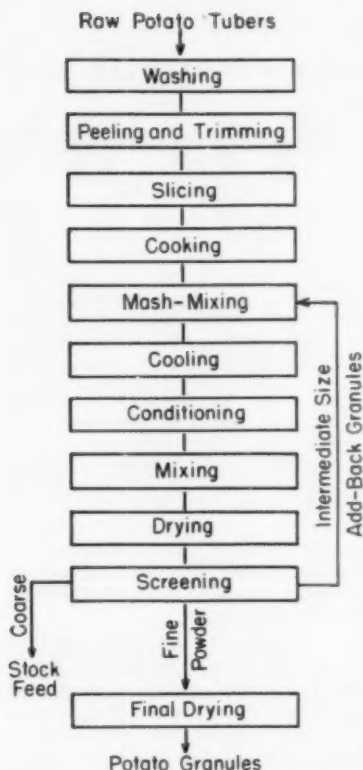 Raw Potato Tubers
Washing
Peeling and Trimming
Slicing
Cooking
Mash-Mixing
Cooling
Conditioning
Mixing
Drying
Screening
Intermediate Size
Add-Back Granules
Coarse
Stock
Feed
Fine
Powder
Final Drying
Potato Granules